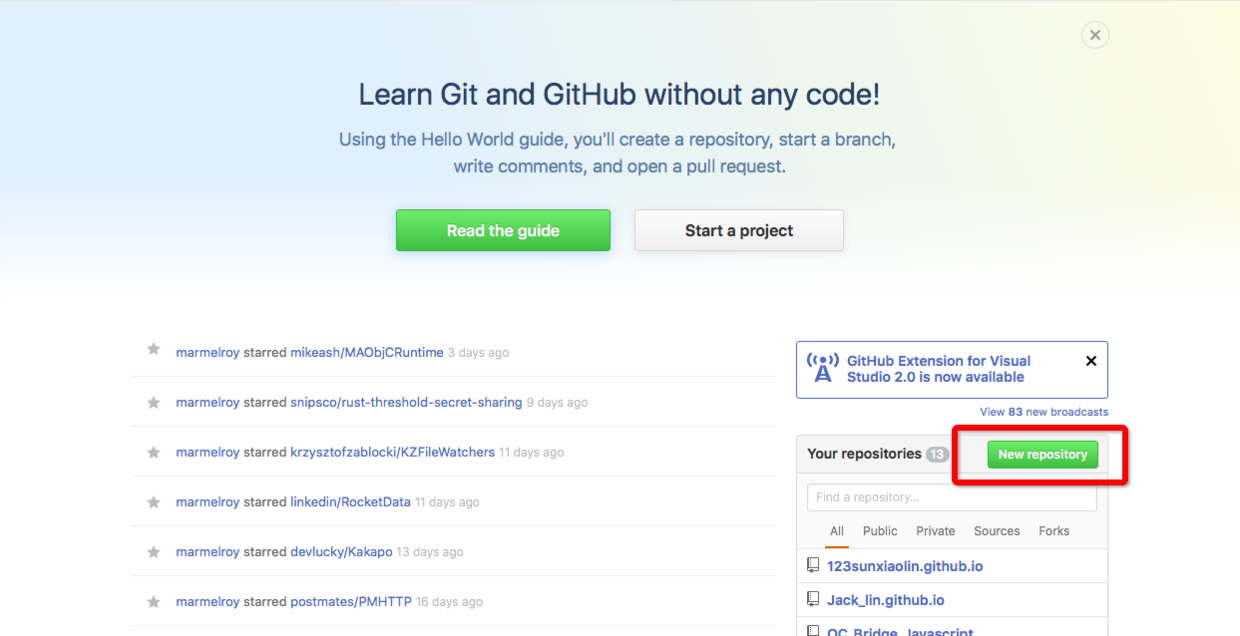 Learn Git and GitHub without any code!
Using the Hello World guide, you'll create a repository, start a branch,
write comments, and open a pull request.
Read the guide
Start a project
marmelroy starred mikeash/MAObjCRuntime 3 days ago
marmelroy starred snipsco/rust-threshold-secret-sharing 9 days ago
marmelroy starred krzysztofzablocki/KZFileWatchers 11 days ago
marmelroy starred linkedin/RocketData 11 days ago
marmelroy starred devlucky/Kakapo 13 days ago
marmelroy starred postmates/PMHTTP 16 days ago
GitHub Extension for Visual
Studio 2.0 is now available
View 83 new broadcasts
Your repositories 13
New repository
Find a repository...
All Public Private Sources Forks
123sunxiaolin.github.io
Jack_lin.github.io
OC_Bridge_Javascript